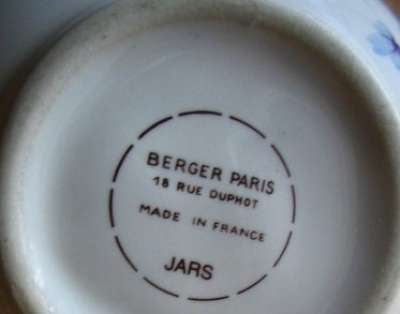 BERGER PARIS
18 RUE DUPHOT
MADE IN FRANCE
JARS